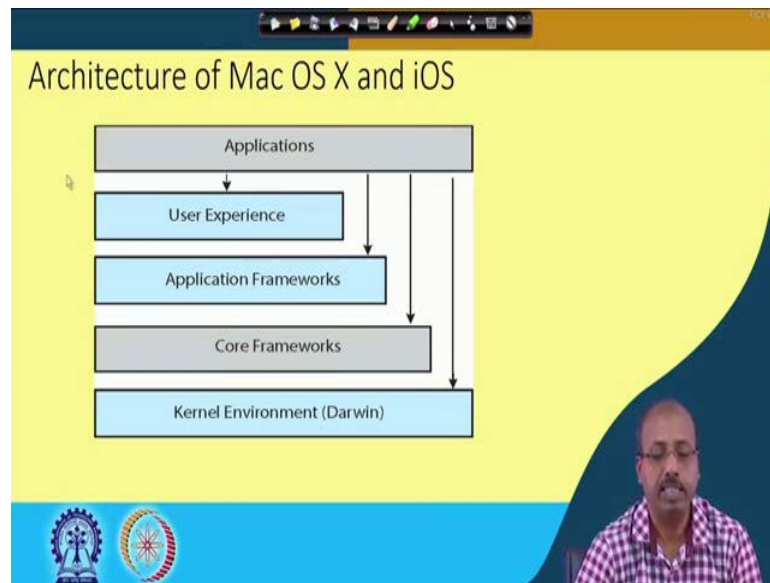 Architecture of Mac OS X and iOS
Applications
User Experience
Application Frameworks
Core Frameworks
Kernel Environment (Darwin)